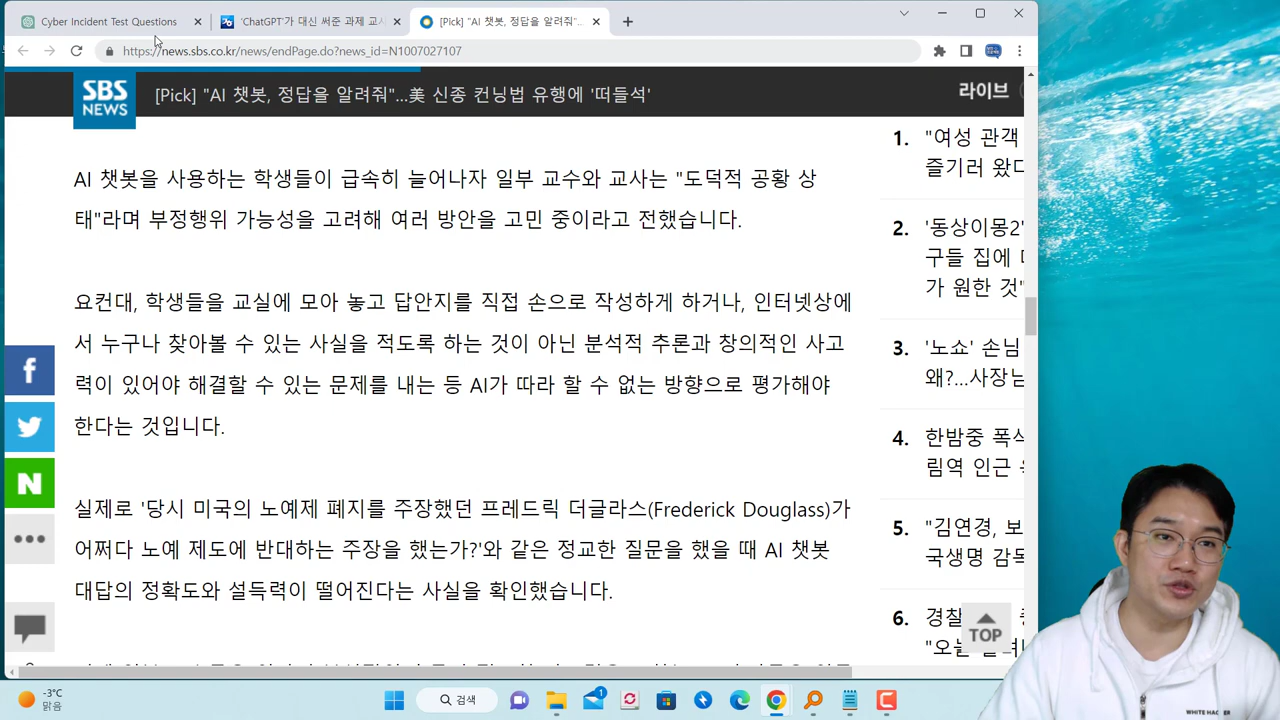 Cyber Incident Test Questions
"ChatGPT가 대신 써준 과제 교사
[Pick] "AI 챗봇, 정답을 알려줘"..
https://news.sbs.co.kr/news/endPage.do?news_id=N1007027107
SBS NEWS
[Pick] "AI 챗봇, 정답을 알려줘"…美 신종 컨닝법 유행에 '떠들석'
라이브
AI 챗봇을 사용하는 학생들이 급속히 늘어나자 일부 교수와 교사는 "도덕적 공황 상
태"라며 부정행위 가능성을 고려해 여러 방안을 고민 중이라고 전했습니다.
요컨대, 학생들을 교실에 모아 놓고 답안지를 직접 손으로 작성하게 하거나, 인터넷상에
서 누구나 찾아볼 수 있는 사실을 적도록 하는 것이 아닌 분석적 추론과 창의적인 사고
력이 있어야 해결할 수 있는 문제를 내는 등 AI가 따라 할 수 없는 방향으로 평가해야
한다는 것입니다.
실제로 '당시 미국의 노예제 폐지를 주장했던 프레드릭 더글라스(Frederick Douglass)가
어쩌다 노예 제도에 반대하는 주장을 했는가?'와 같은 정교한 질문을 했을 때 AI 챗봇
대답의 정확도와 설득력이 떨어진다는 사실을 확인했습니다.
1. "여성 관객
즐기러 왔다
2. '동상이몽2'
구들 집에
가 원한 것"
3. '노쇼' 손님
왜?…사장님
4. 한밤중 폭식
림역 인근
5. "김연경, 보
국생명 감독
6. 경찰
"오늘
TOP
f
N
-3°C
맑음
검색
1
WHITE HACKER